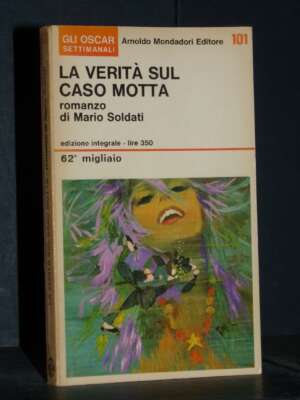 GLI OSCAR
SETTIMANALI
Arnoldo Mondadori Editore
101
LA VERITÀ SUL
CASO MOTTA
romanzo
di Mario Soldati
edizione integrale - lire 350
62° migliaio